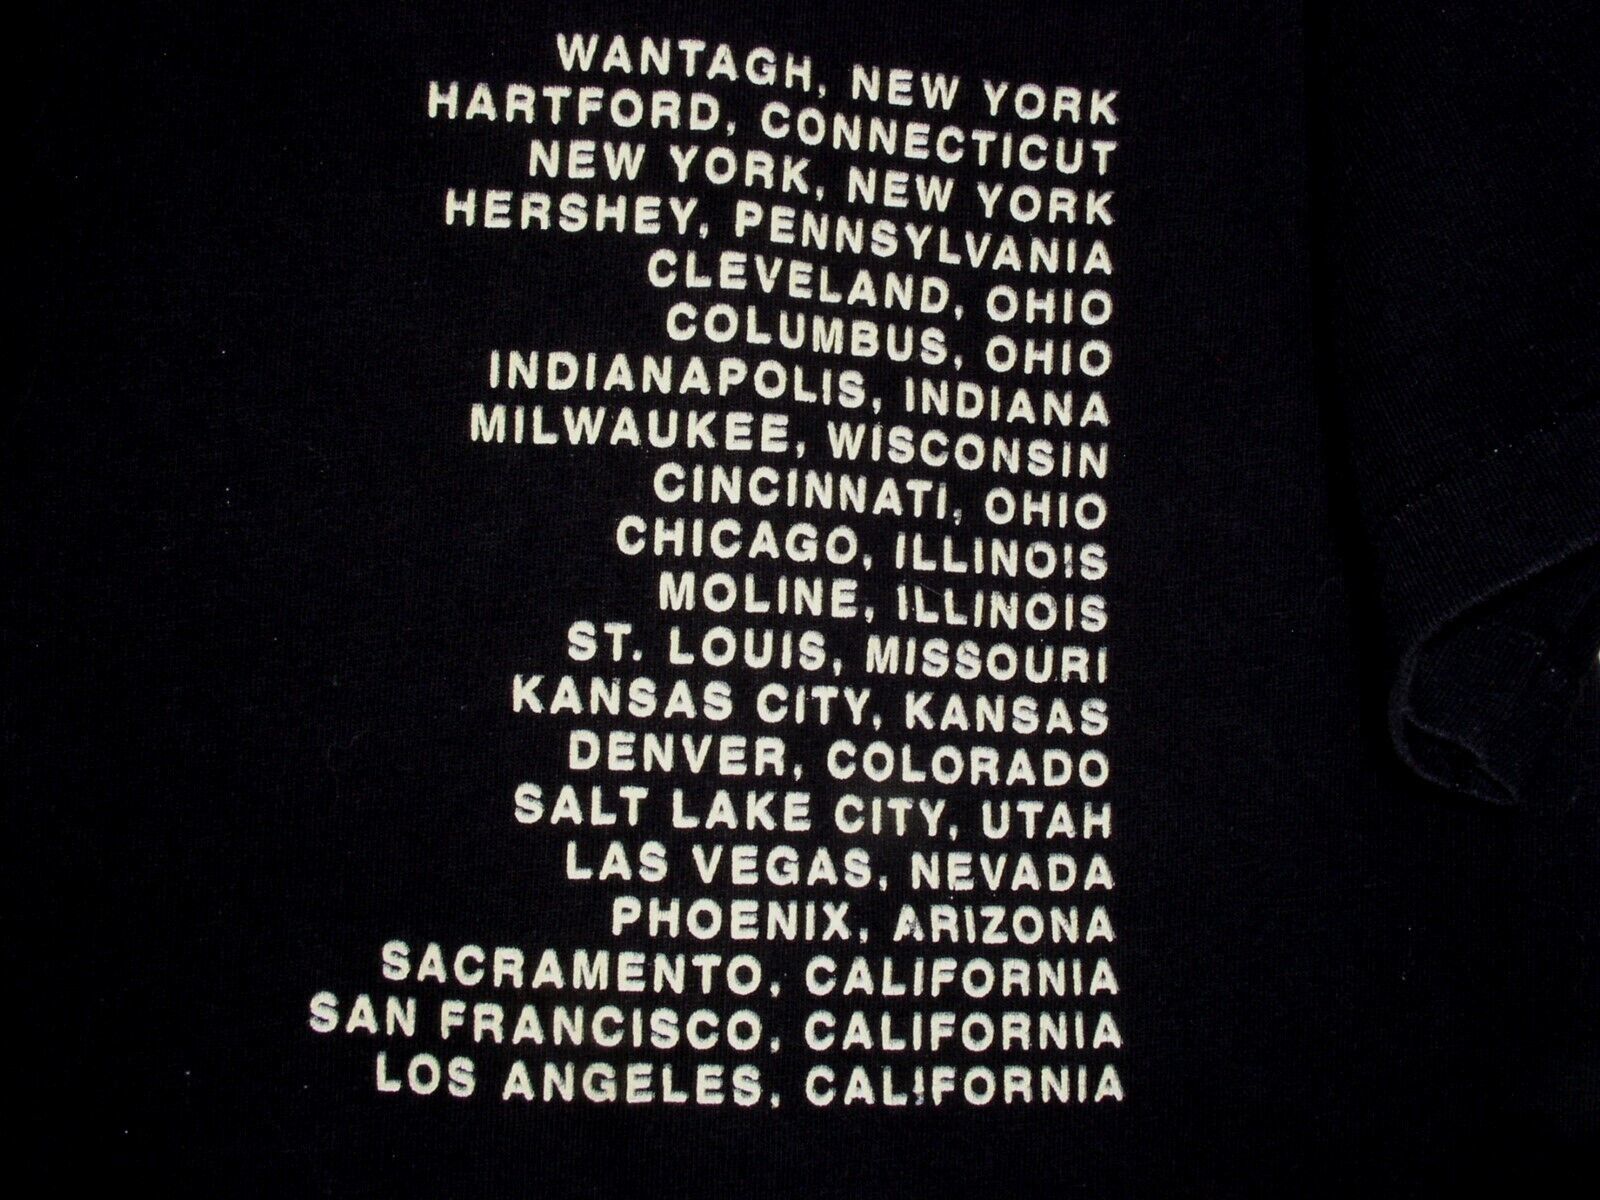 WANTAGH, NEW YORK
HARTFORD, CONNECTICUT
NEW YORK, NEW YORK
HERSHEY, PENNSYLVANIA
CLEVELAND, OHIO
COLUMBUS, OHIO
INDIANAPOLIS, INDIANA
MILWAUKEE, WISCONSIN
CINCINNATI, OHIO
CHICAGO, ILLINOIS
MOLINE, ILLINOIS
ST. LOUIS, MISSOURI
KANSAS CITY, KANSAS
DENVER, COLORADO
SALT LAKE CITY, UTAH
LAS VEGAS, NEVADA
PHOENIX, ARIZONA
SACRAMENTO, CALIFORNIA
SAN FRANCISCO, CALIFORNIA
LOS ANGELES, CALIFORNIA